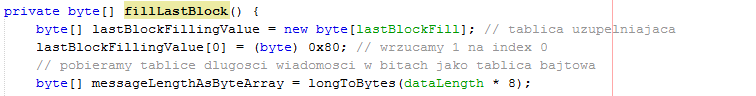 private byte[] fillLastBlock() {
byte[] lastBlockFillingValue = new byte[lastBlockFill]; // tablica uzupelniajaca
lastBlockFillingValue[0] = (byte) 0x80; // wrzucamy 1 na index 0
// pobieramy tablice dlugosci wiadomosci w bitach jako tablica bajtowa
byte[] messageLengthAsByteArray = longToBytes(dataLength * 8);